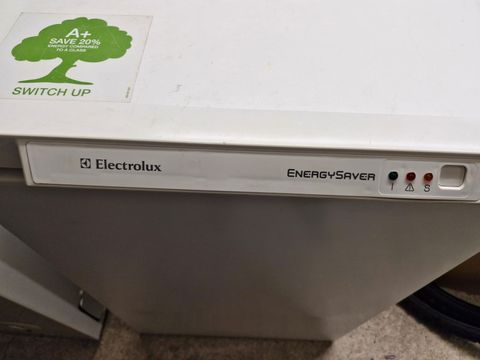 A+
SAVE 20%
ENERGY COMPARED
TO A CLASS
SWITCH UP
Electrolux
ENERGYSAVER
I S